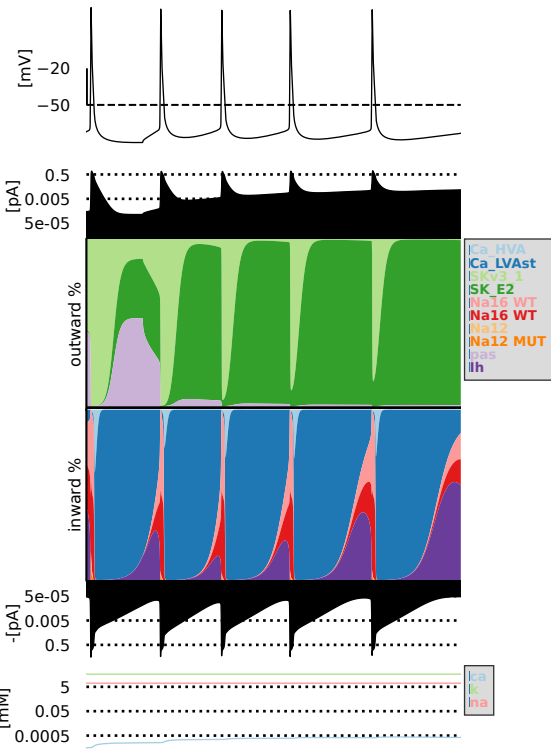 [mV]
−20
−50
[pA]
0.5
0.005
5e-05
outward %
Ca_HVA
Ca_LVAst
SKv3_1
SK_E2
Na16 WT
Na16 WT
Na12
Na12 MUT
pas
Ih
inward %
-[pA]
5e-05
0.005
0.5
[mM]
5
0.05
0.0005
ca
k
na